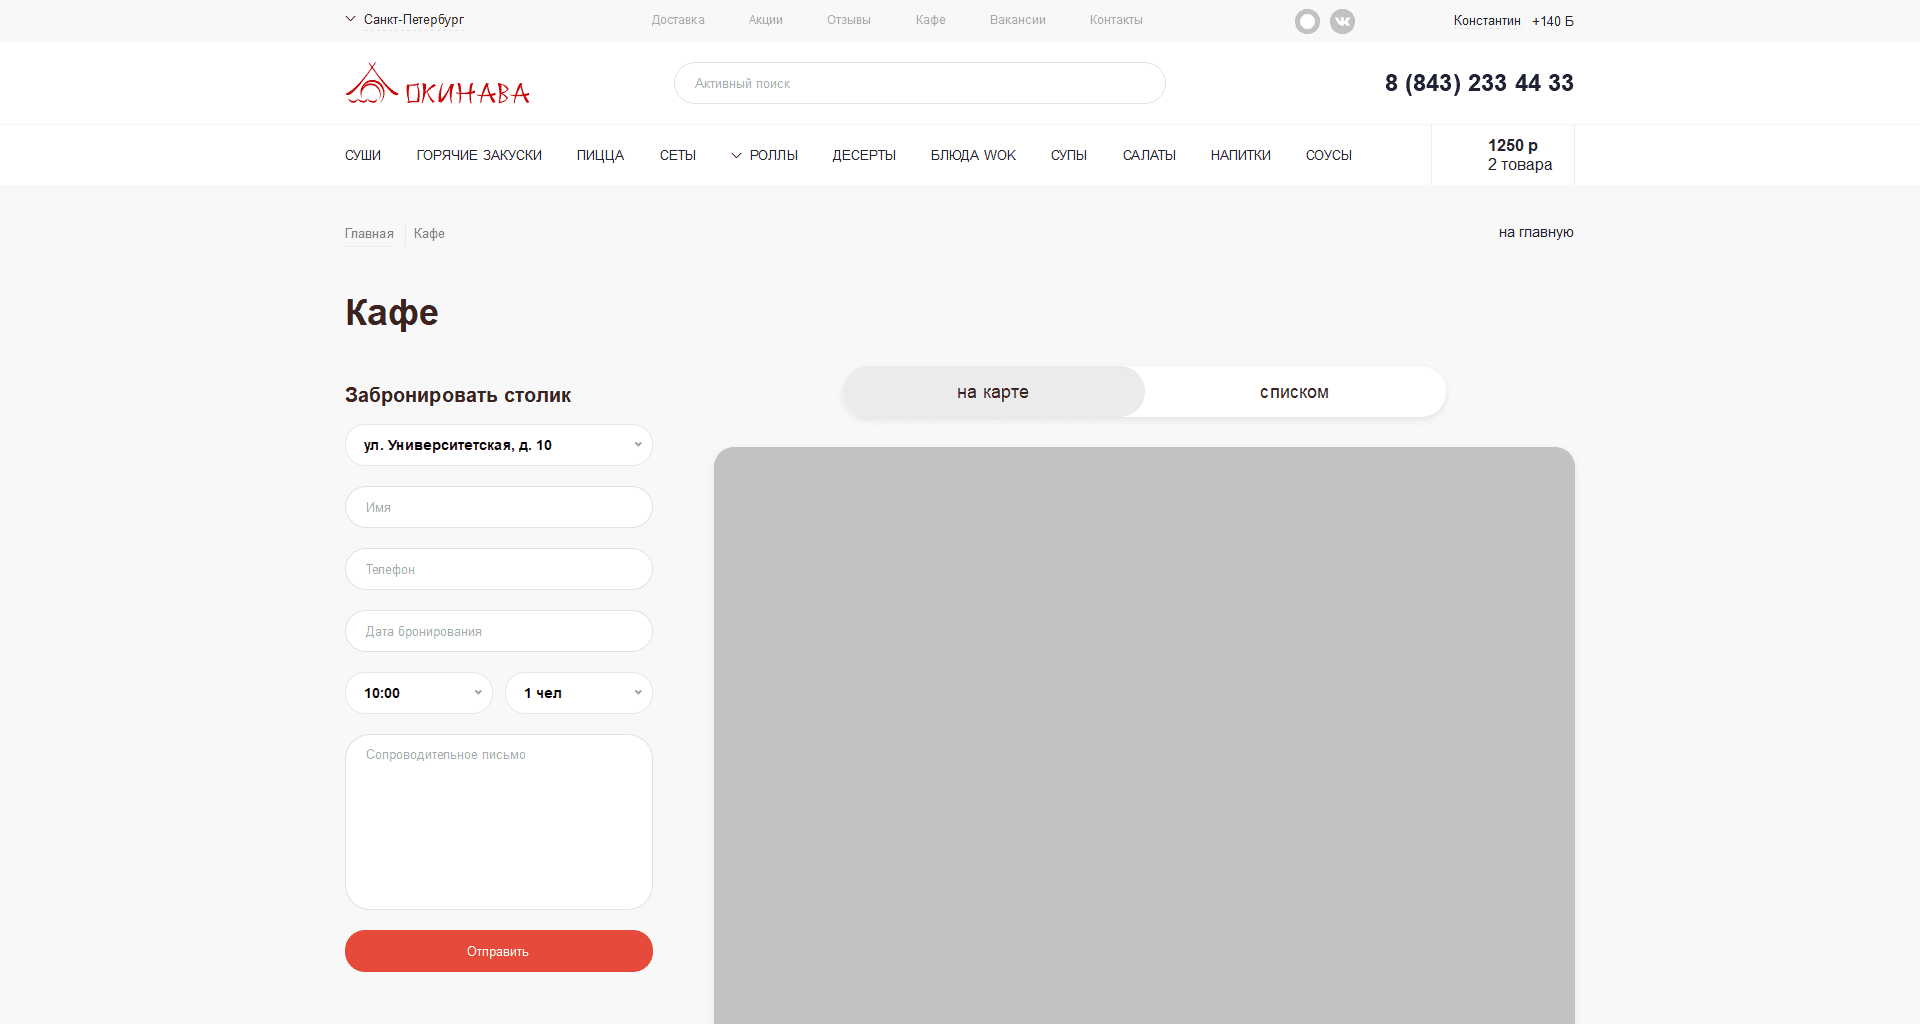 Санкт-Петербург
Доставка Акции Отзывы Кафе Вакансии Контакты
Константин +140 Б
ОКИНАВА
Активный поиск
8 (843) 233 44 33
СУШИ ГОРЯЧИЕ ЗАКУСКИ ПИЦЦА СЕТЫ РОЛЛЫ ДЕСЕРТЫ БЛЮДА WOK СУПЫ САЛАТЫ НАПИТКИ СОУСЫ
1250 р
2 товара
Главная Кафе
на главную
Кафе
Забронировать столик
на карте списком
ул. Университетская, д. 10
Имя
Телефон
Дата бронирования
10:00 1 чел
Сопроводительное письмо
Отправить